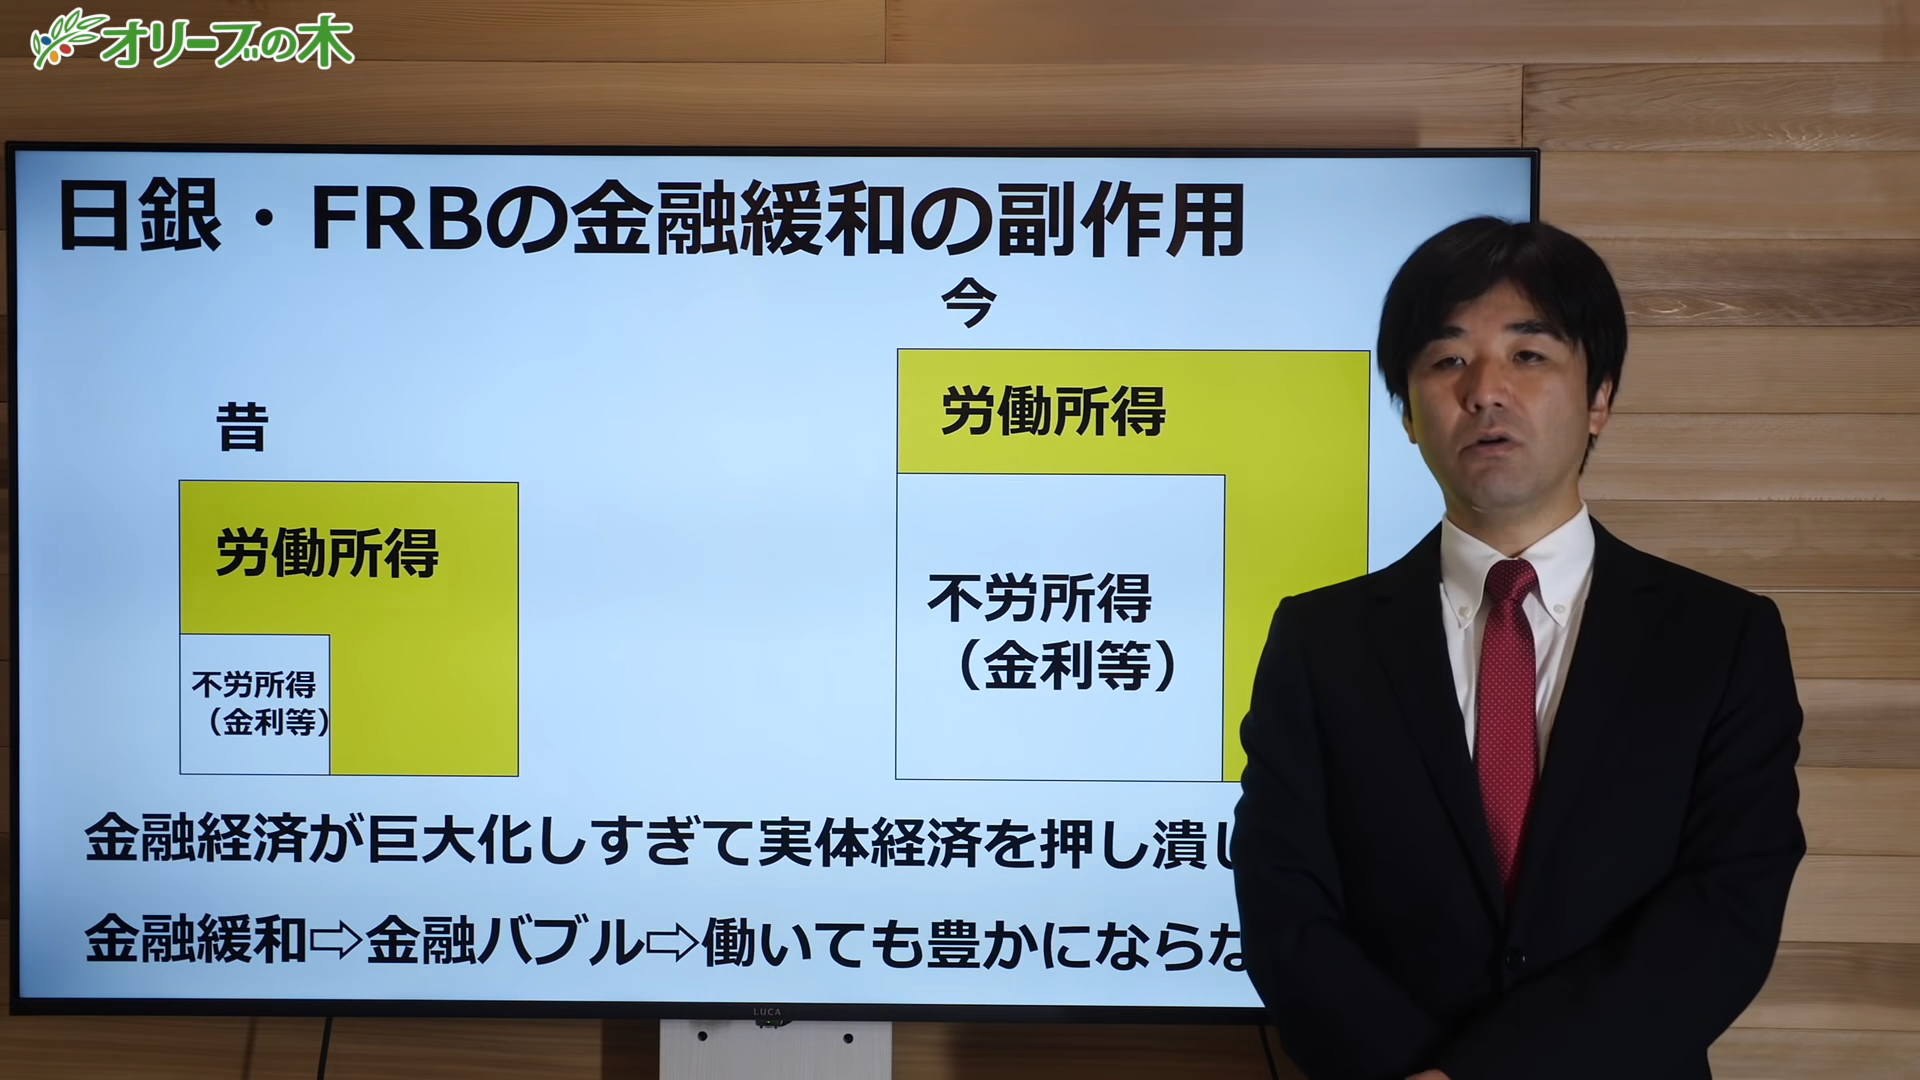 オリーブの木
日銀・FRBの金融緩和の副作用
昔
労働所得
不労所得
（金利等）
今
労働所得
不労所得
（金利等）
金融経済が巨大化しすぎて実体経済を押し潰し
金融緩和⇨金融バブル⇨働いても豊かにならな
LUCA